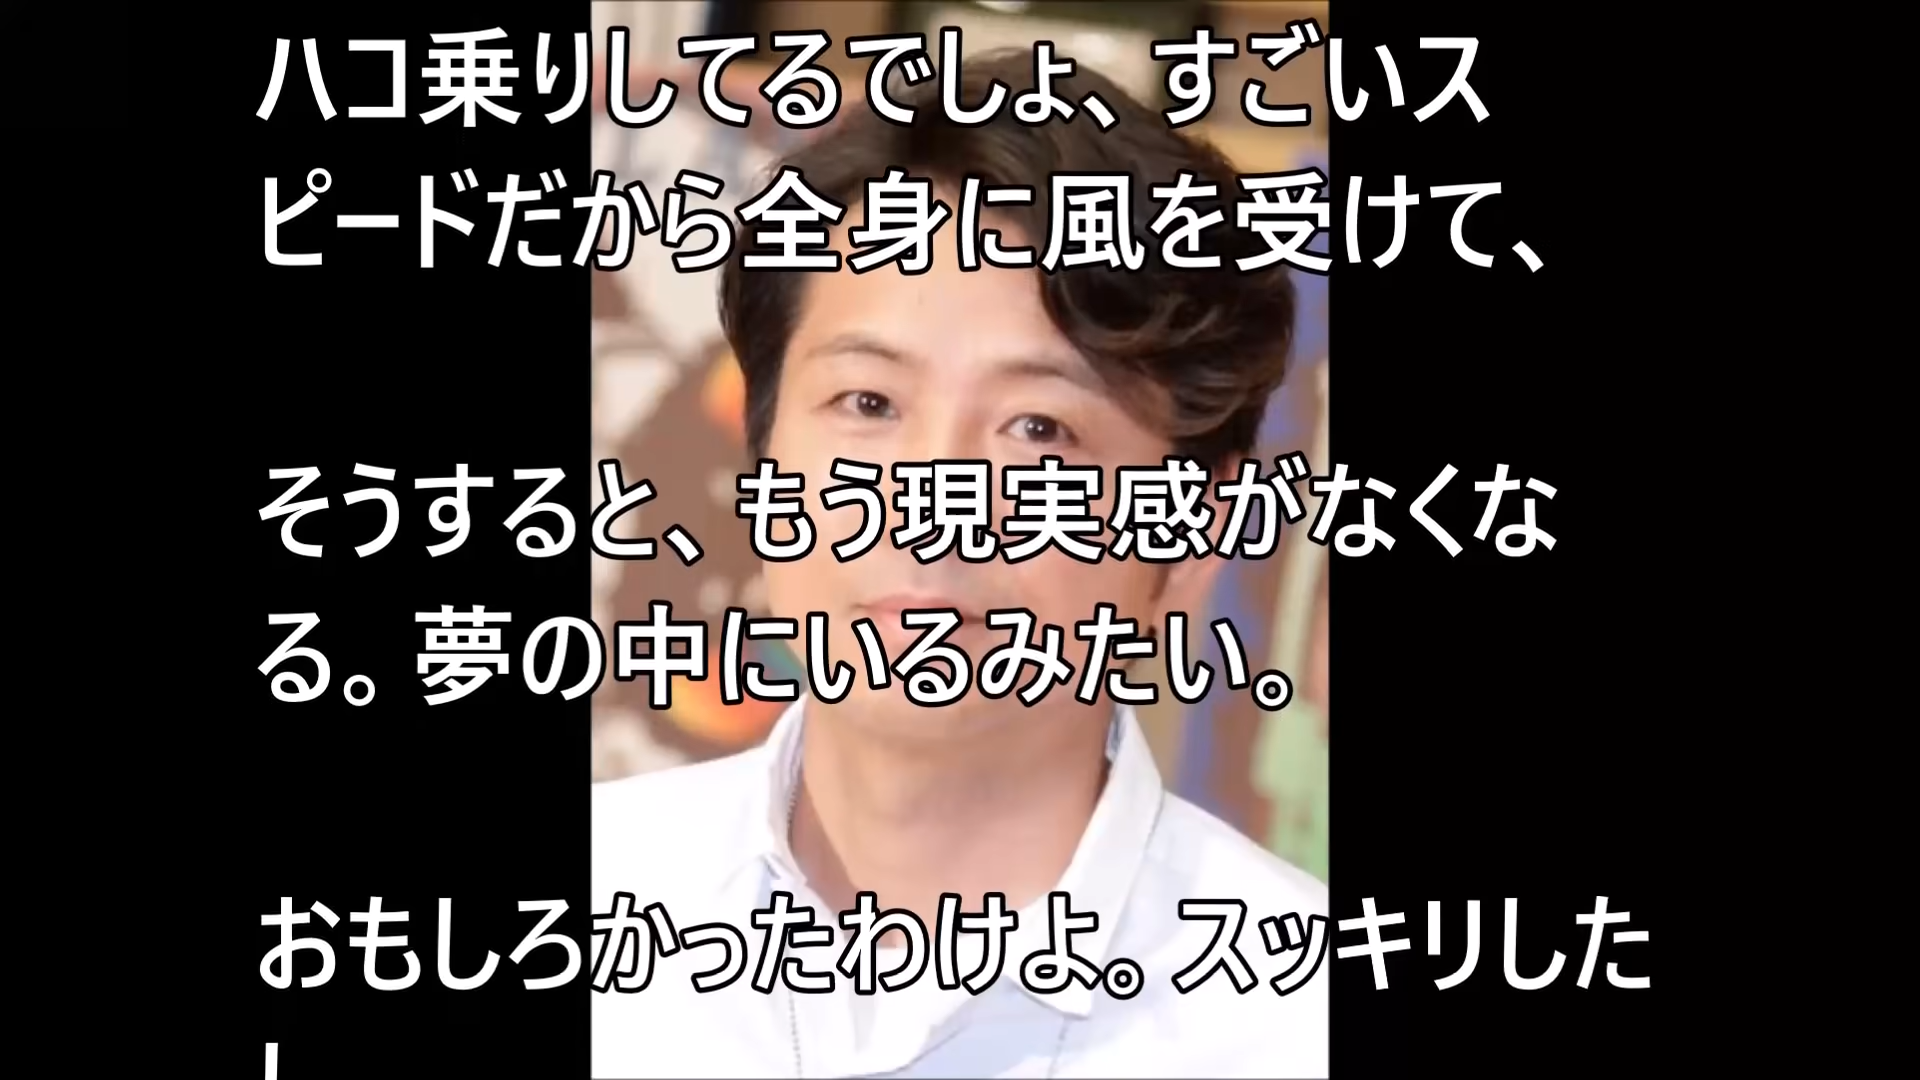 ハコ乗りしてるでしょ、すごいス
ピードだから全身に風を受けて、
そうすると、もう現実感がなくな
る。夢の中にいるみたい。
おもしろかったわけよ。スッキリした